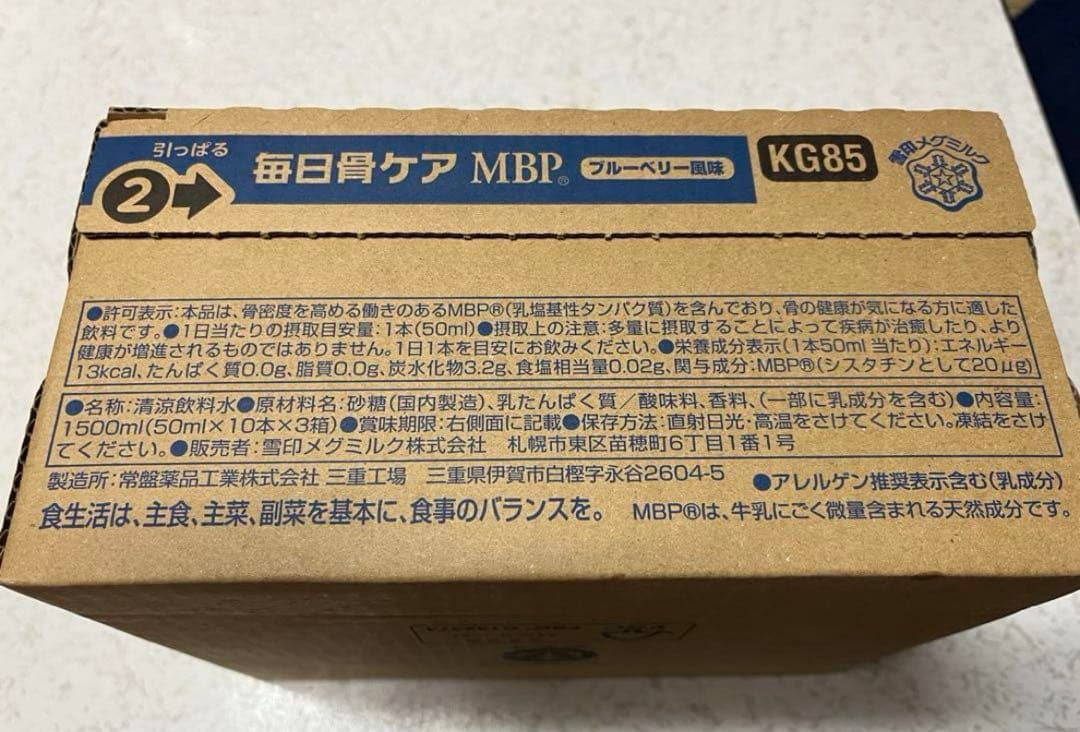 引っぱる
2
毎日骨ケア MBP® ブルーベリー風味
KG85
雪印メグミルク
●許可表示:本品は、骨密度を高める働きのあるMBP®(乳塩基性タンパク質)を含んでおり、骨の健康が気になる方に適した
飲料です。●1日当たりの摂取目安量:1本(50ml)●摂取上の注意:多量に摂取することによって疾病が治癒したり、より
健康が増進されるものではありません。1日1本を目安にお飲みください。●栄養成分表示(1本50ml当たり):エネルギー
13kcal、たんぱく質0.0g、脂質0.0g、炭水化物3.2g、食塩相当量0.02g、関与成分:MBP®(シスタチンとして20μg)
●名称:清涼飲料水●原材料名:砂糖(国内製造)、乳たんぱく質/酸味料、香料、(一部に乳成分を含む)●内容量:
1500ml(50ml×10本×3箱)●賞味期限:右側面に記載●保存方法:直射日光・高温をさけてください。凍結をさけ
てください。●販売者:雪印メグミルク株式会社 札幌市東区苗穂町6丁目1番1号
製造所:常盤薬品工業株式会社 三重工場 三重県伊賀市白樫字永谷2604-5
●アレルゲン推奨表示含む(乳成分)
食生活は、主食、主菜、副菜を基本に、食事のバランスを。
MBP®は、牛乳にごく微量含まれる天然成分です。